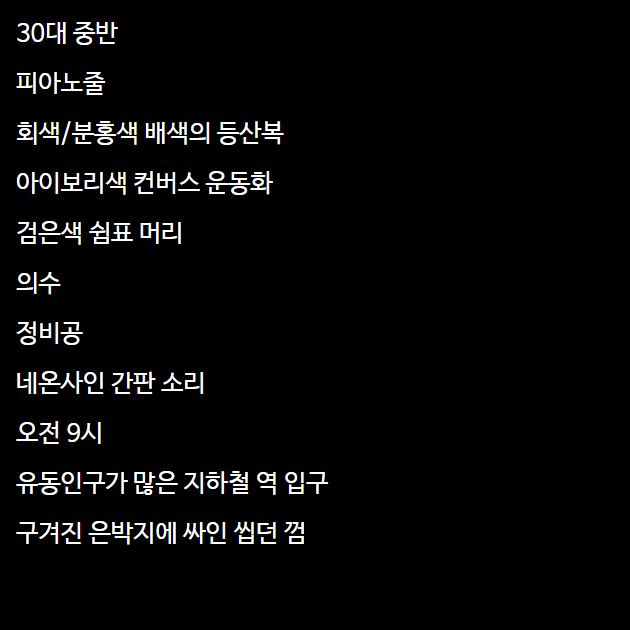 30대 중반
피아노줄
회색/분홍색 배색의 등산복
아이보리색 컨버스 운동화
검은색 쉼표 머리
의수
정비공
네온사인 간판 소리
오전 9시
유동인구가 많은 지하철 역 입구
구겨진 은박지에 싸인 씹던 껌